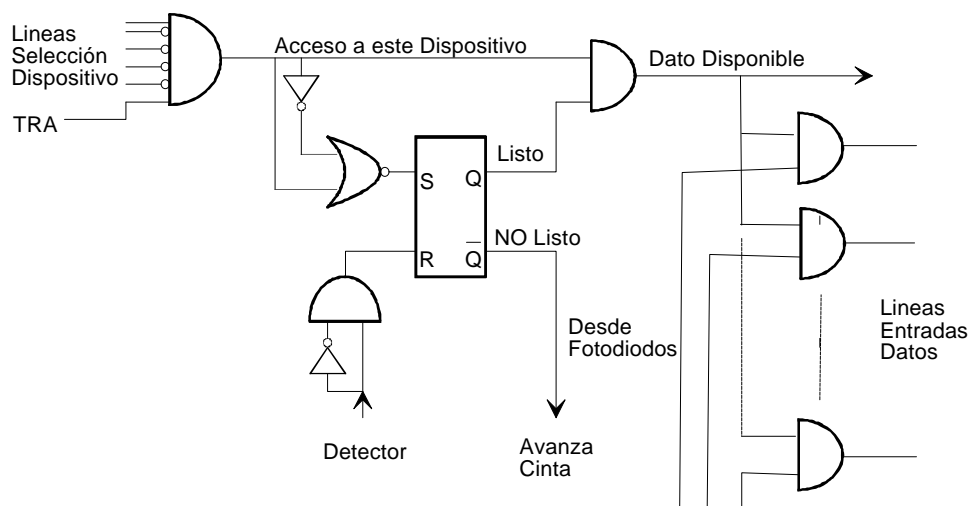 Lineas
Selección
Dispositivo
TRA
Acceso a este Dispositivo
Dato Disponible
Listo
S
Q
NO Listo
R
Q
Desde
Fotodiodos
Lineas
Entradas
Datos
Detector
Avanza
Cinta